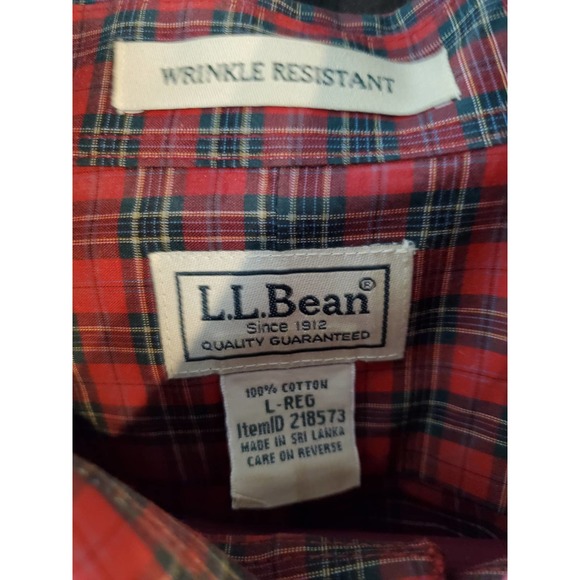 WRINKLE RESISTANT
L.L.Bean®
Since 1912
QUALITY GUARANTEED
100% COTTON
L-REG
ItemID 218573
MADE IN SRI LANKA
CARE ON REVERSE